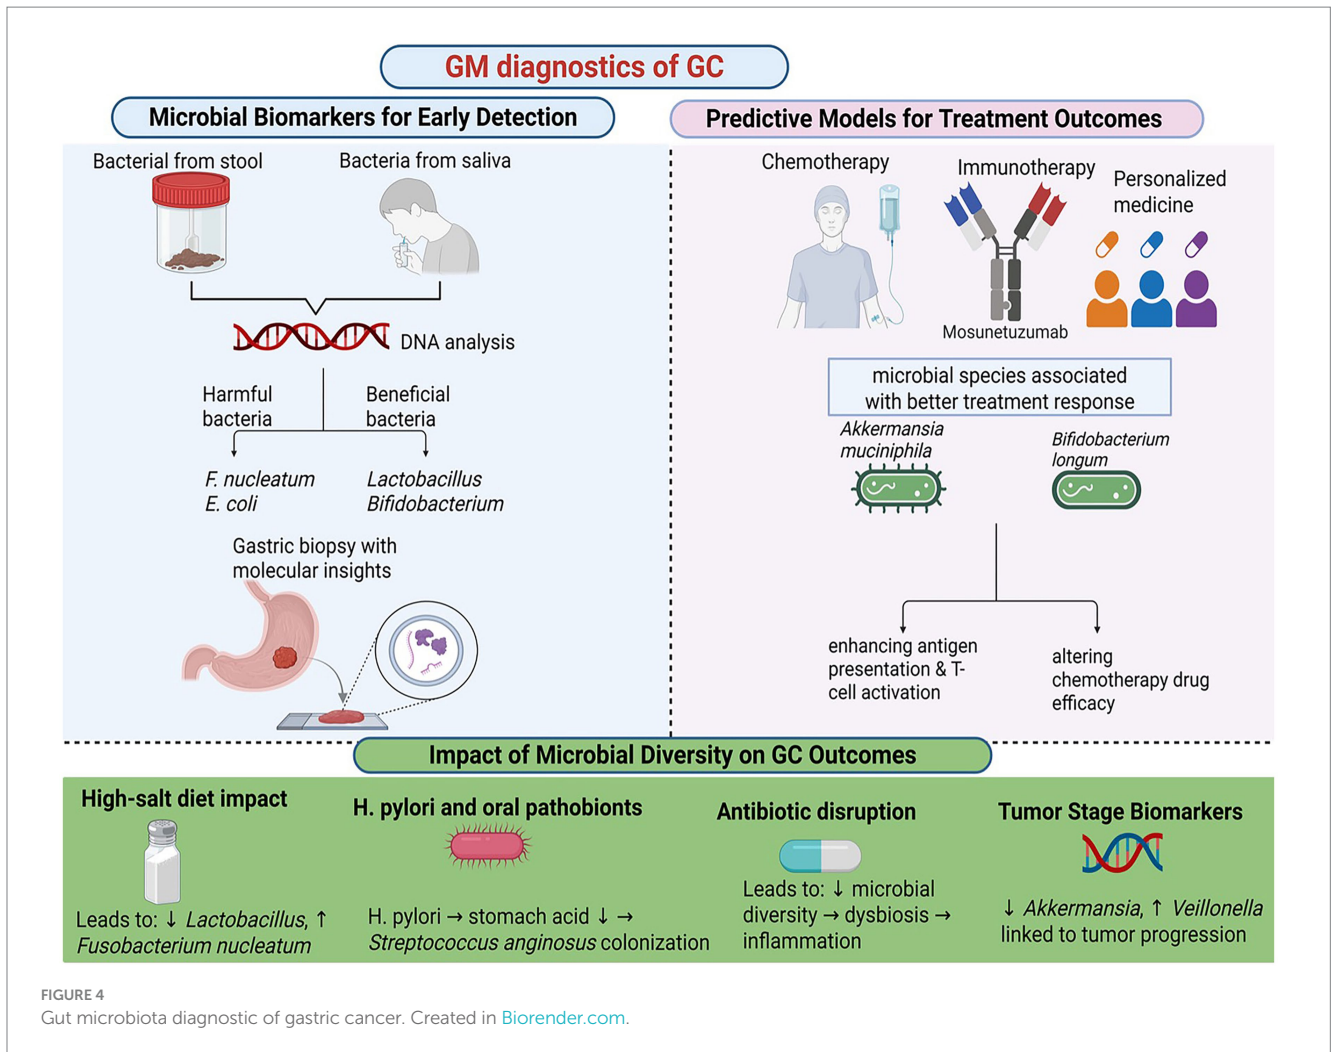 GM diagnostics of GC
Microbial Biomarkers for Early Detection
Bacterial from stool
Bacteria from saliva
DNA analysis
Harmful
bacteria
Beneficial
bacteria
F. nucleatum
E. coli
Lactobacillus
Bifidobacterium
Gastric biopsy with
molecular insights
Predictive Models for Treatment Outcomes
Chemotherapy
Immunotherapy
Personalized
medicine
Mosunetuzumab
microbial species associated
with better treatment response
Akkermansia
muciniphila
Bifidobacterium
longum
enhancing antigen
presentation & T-
cell activation
altering
chemotherapy drug
efficacy
Impact of Microbial Diversity on GC Outcomes
High-salt diet impact
Leads to: ↓ Lactobacillus, ↑
Fusobacterium nucleatum
H. pylori and oral pathobionts
H. pylori → stomach acid ↓ →
Streptococcus anginosus colonization
Antibiotic disruption
Leads to: ↓ microbial
diversity → dysbiosis →
inflammation
Tumor Stage Biomarkers
↓ Akkermansia, ↑ Veillonella
linked to tumor progression
FIGURE 4
Gut microbiota diagnostic of gastric cancer. Created in Biorender.com.